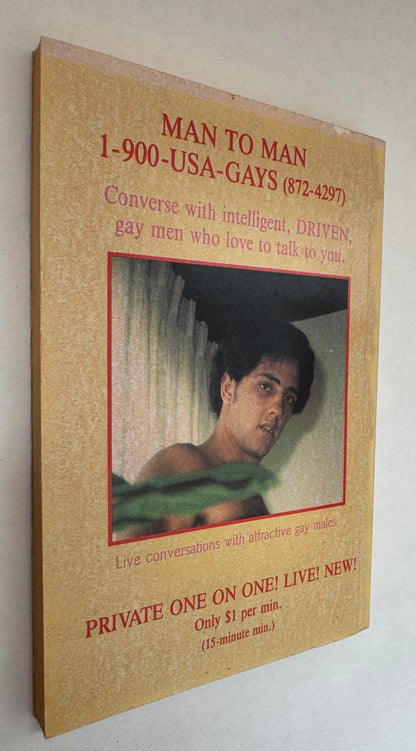 MAN TO MAN
1-900-USA-GAYS (872-4297)
Converse with intelligent, DRIVEN,
gay men who love to talk to you.
Live conversations with attractive gay males.
PRIVATE ONE ON ONE! LIVE! NEW!
Only $1 per min.
(15-minute min.)